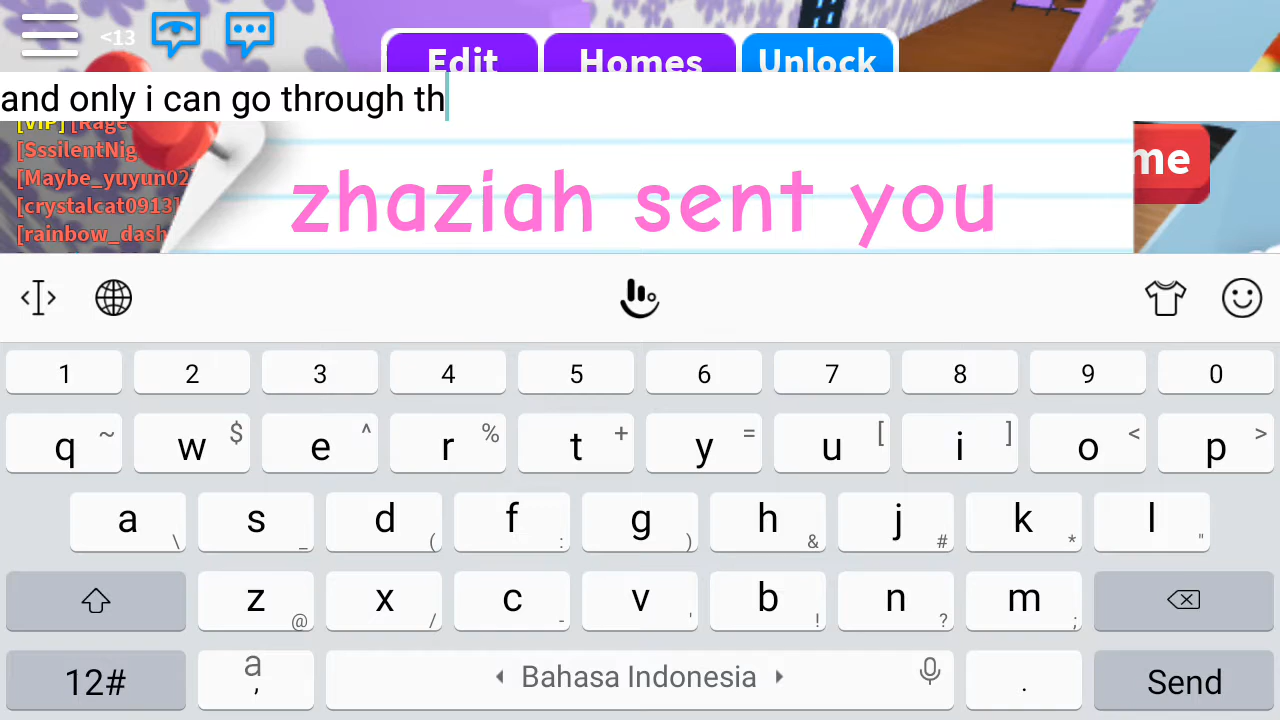 <13
Edit Homes Unlock
and only i can go through th
[VIP] [Rage
[SssilentNig
[Maybe_yuyun02
[crystalcat0913]
[rainbow_dash
zhaziah sent you
me
1 2 3 4 5 6 7 8 9 0
q ~ w $ e ^ r % t + y = u [ i ] o < p >
a \ s _ d ( f : g ) h & j # k * l "
z @ x / c - v ' b ! n ? m ;
12# a , Bahasa Indonesia . Send